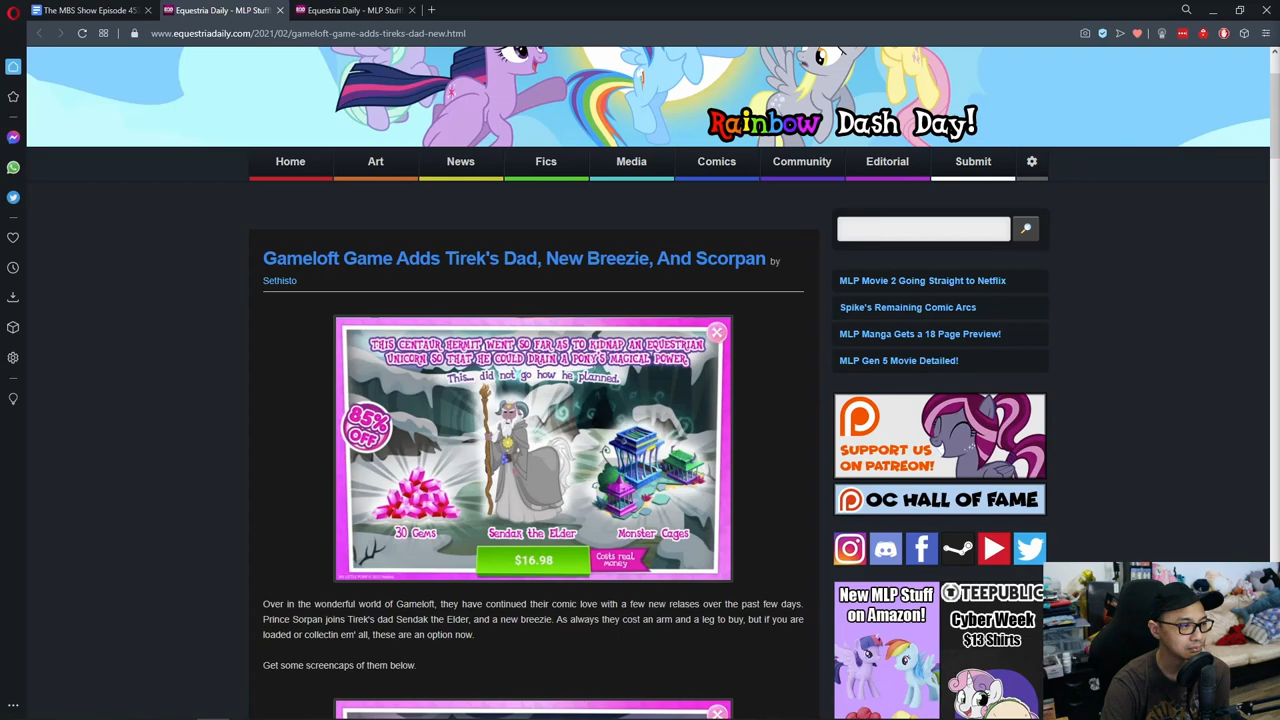 The MBS Show Episode 45
Equestria Daily - MLP Stuff
Equestria Daily - MLP Stuff
www.equestriadaily.com/2021/02/gameloft-game-adds-tireks-dad-new.html
Rainbow Dash Day!
Home Art News Fics Media Comics Community Editorial Submit
Gameloft Game Adds Tirek's Dad, New Breezie, And Scorpan by
Sethisto
THIS CENTAUR HERMIT WENT SO FAR AS TO KIDNAP AN EQUESTRIAN
UNICORN SO THAT HE COULD DRAIN A PONY'S MAGICAL POWER.
This... did not go how he planned.
85%
OFF
30 Gems
Sendak the Elder
Monster Cages
$16.98
Costs real
money
Over in the wonderful world of Gameloft, they have continued their comic love with a few new relases over the past few days.
Prince Sorpan joins Tirek's dad Sendak the Elder, and a new breezie. As always they cost an arm and a leg to buy, but if you are
loaded or collectin em' all, these are an option now.
Get some screencaps of them below.
MLP Movie 2 Going Straight to Netflix
Spike's Remaining Comic Arcs
MLP Manga Gets a 18 Page Preview!
MLP Gen 5 Movie Detailed!
SUPPORT US
ON PATREON!
OC HALL OF FAME
New MLP Stuff
on Amazon!
TEEPUBLIC
Cyber Week
$13 Shirts